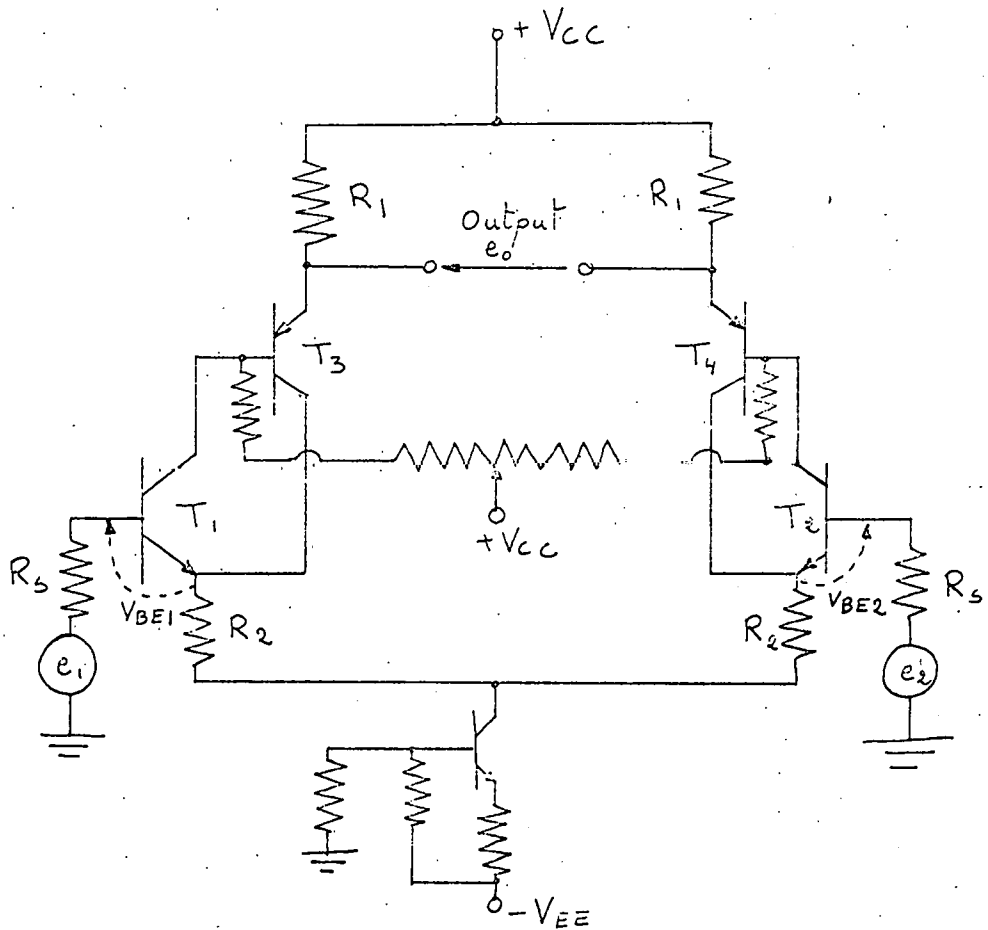 + VCC
R1
R1
Output
e0
T3
T4
T1
T2
+VCC
RS
VBE1
R2
R2
VBE2
RS
e1
e2
-VEE